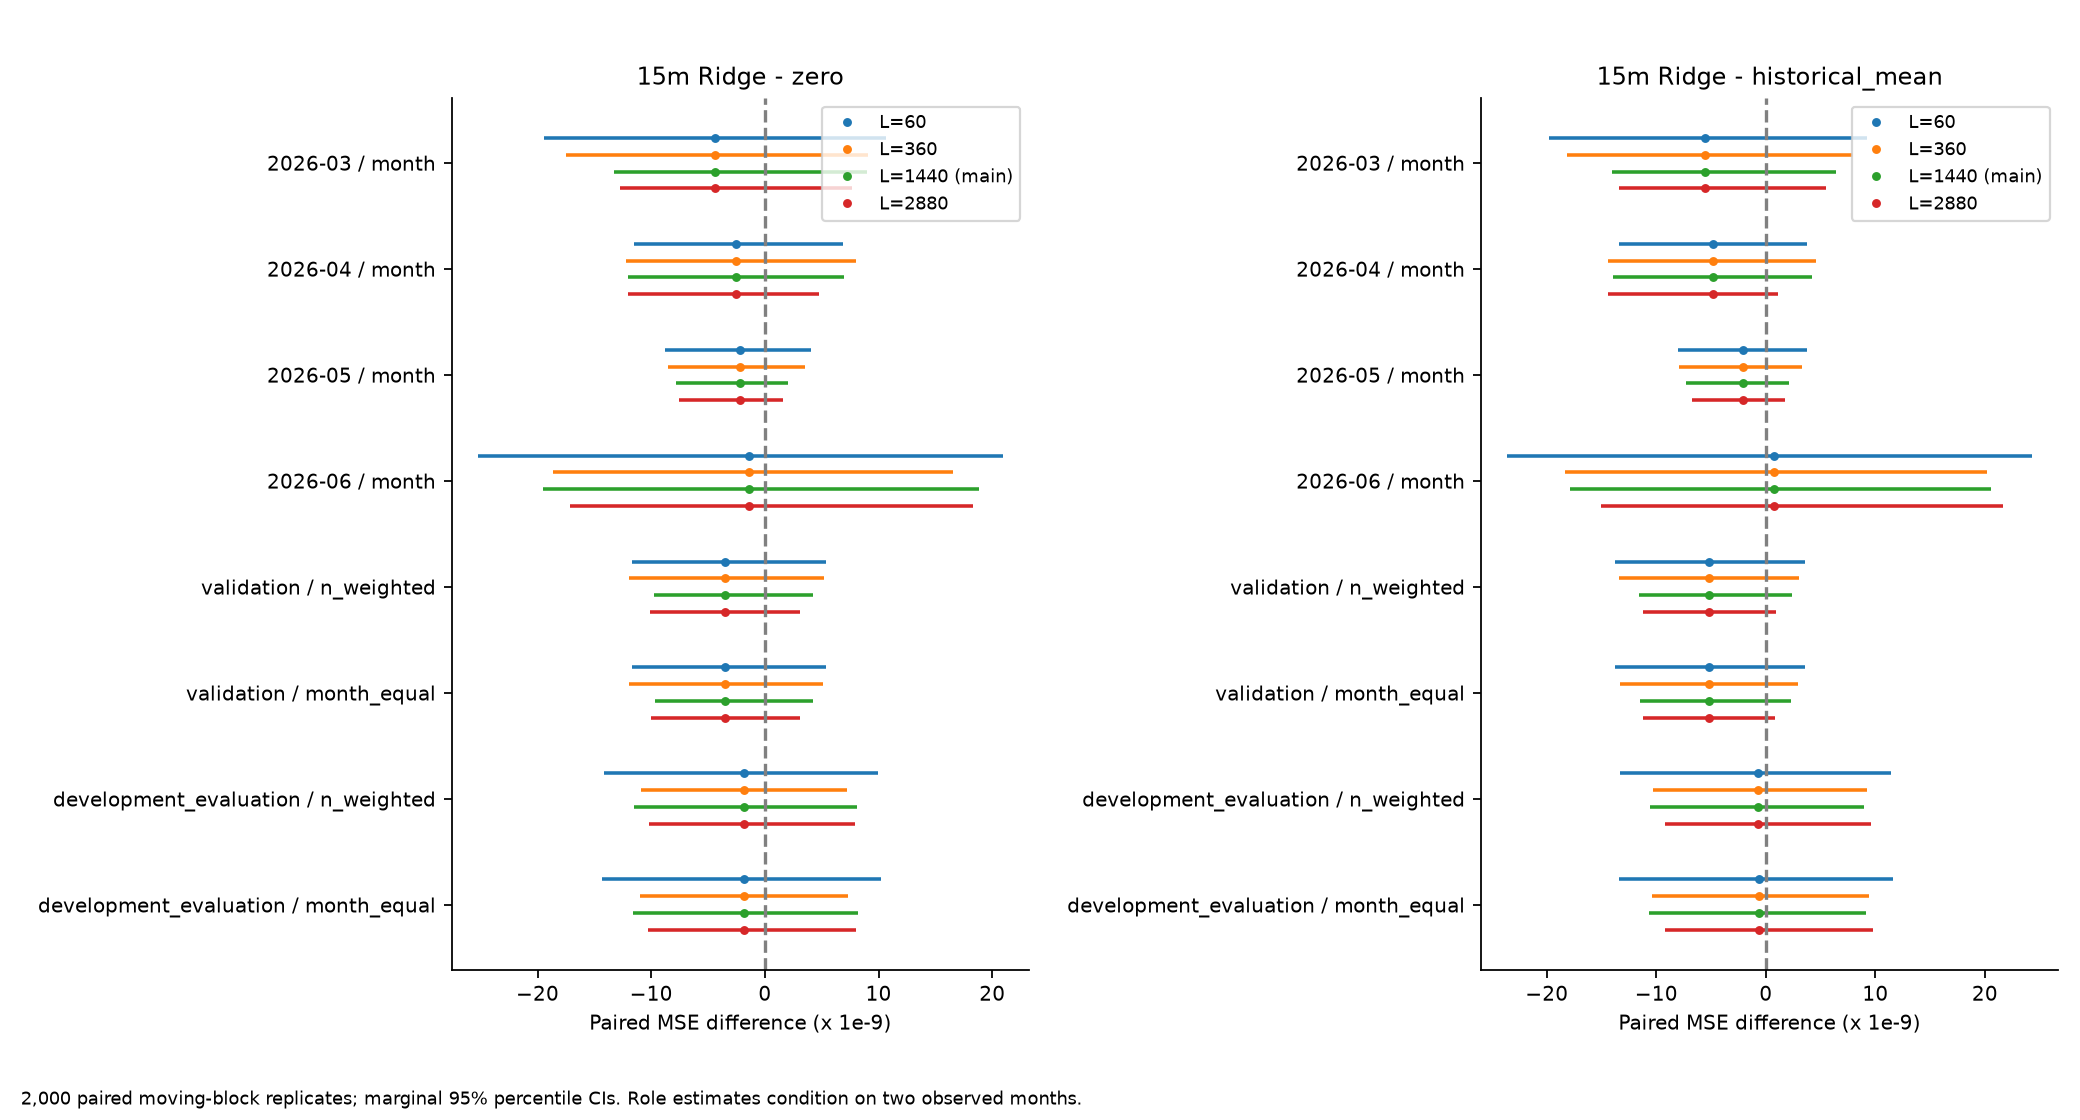 15m Ridge - zero
L=60
L=360
L=1440 (main)
L=2880
2026-03 / month
2026-04 / month
2026-05 / month
2026-06 / month
validation / n_weighted
validation / month_equal
development_evaluation / n_weighted
development_evaluation / month_equal
−20 −10 0 10 20
Paired MSE difference (x 1e-9)
15m Ridge - historical_mean
L=60
L=360
L=1440 (main)
L=2880
2026-03 / month
2026-04 / month
2026-05 / month
2026-06 / month
validation / n_weighted
validation / month_equal
development_evaluation / n_weighted
development_evaluation / month_equal
−20 −10 0 10 20
Paired MSE difference (x 1e-9)
2,000 paired moving-block replicates; marginal 95% percentile CIs. Role estimates condition on two observed months.